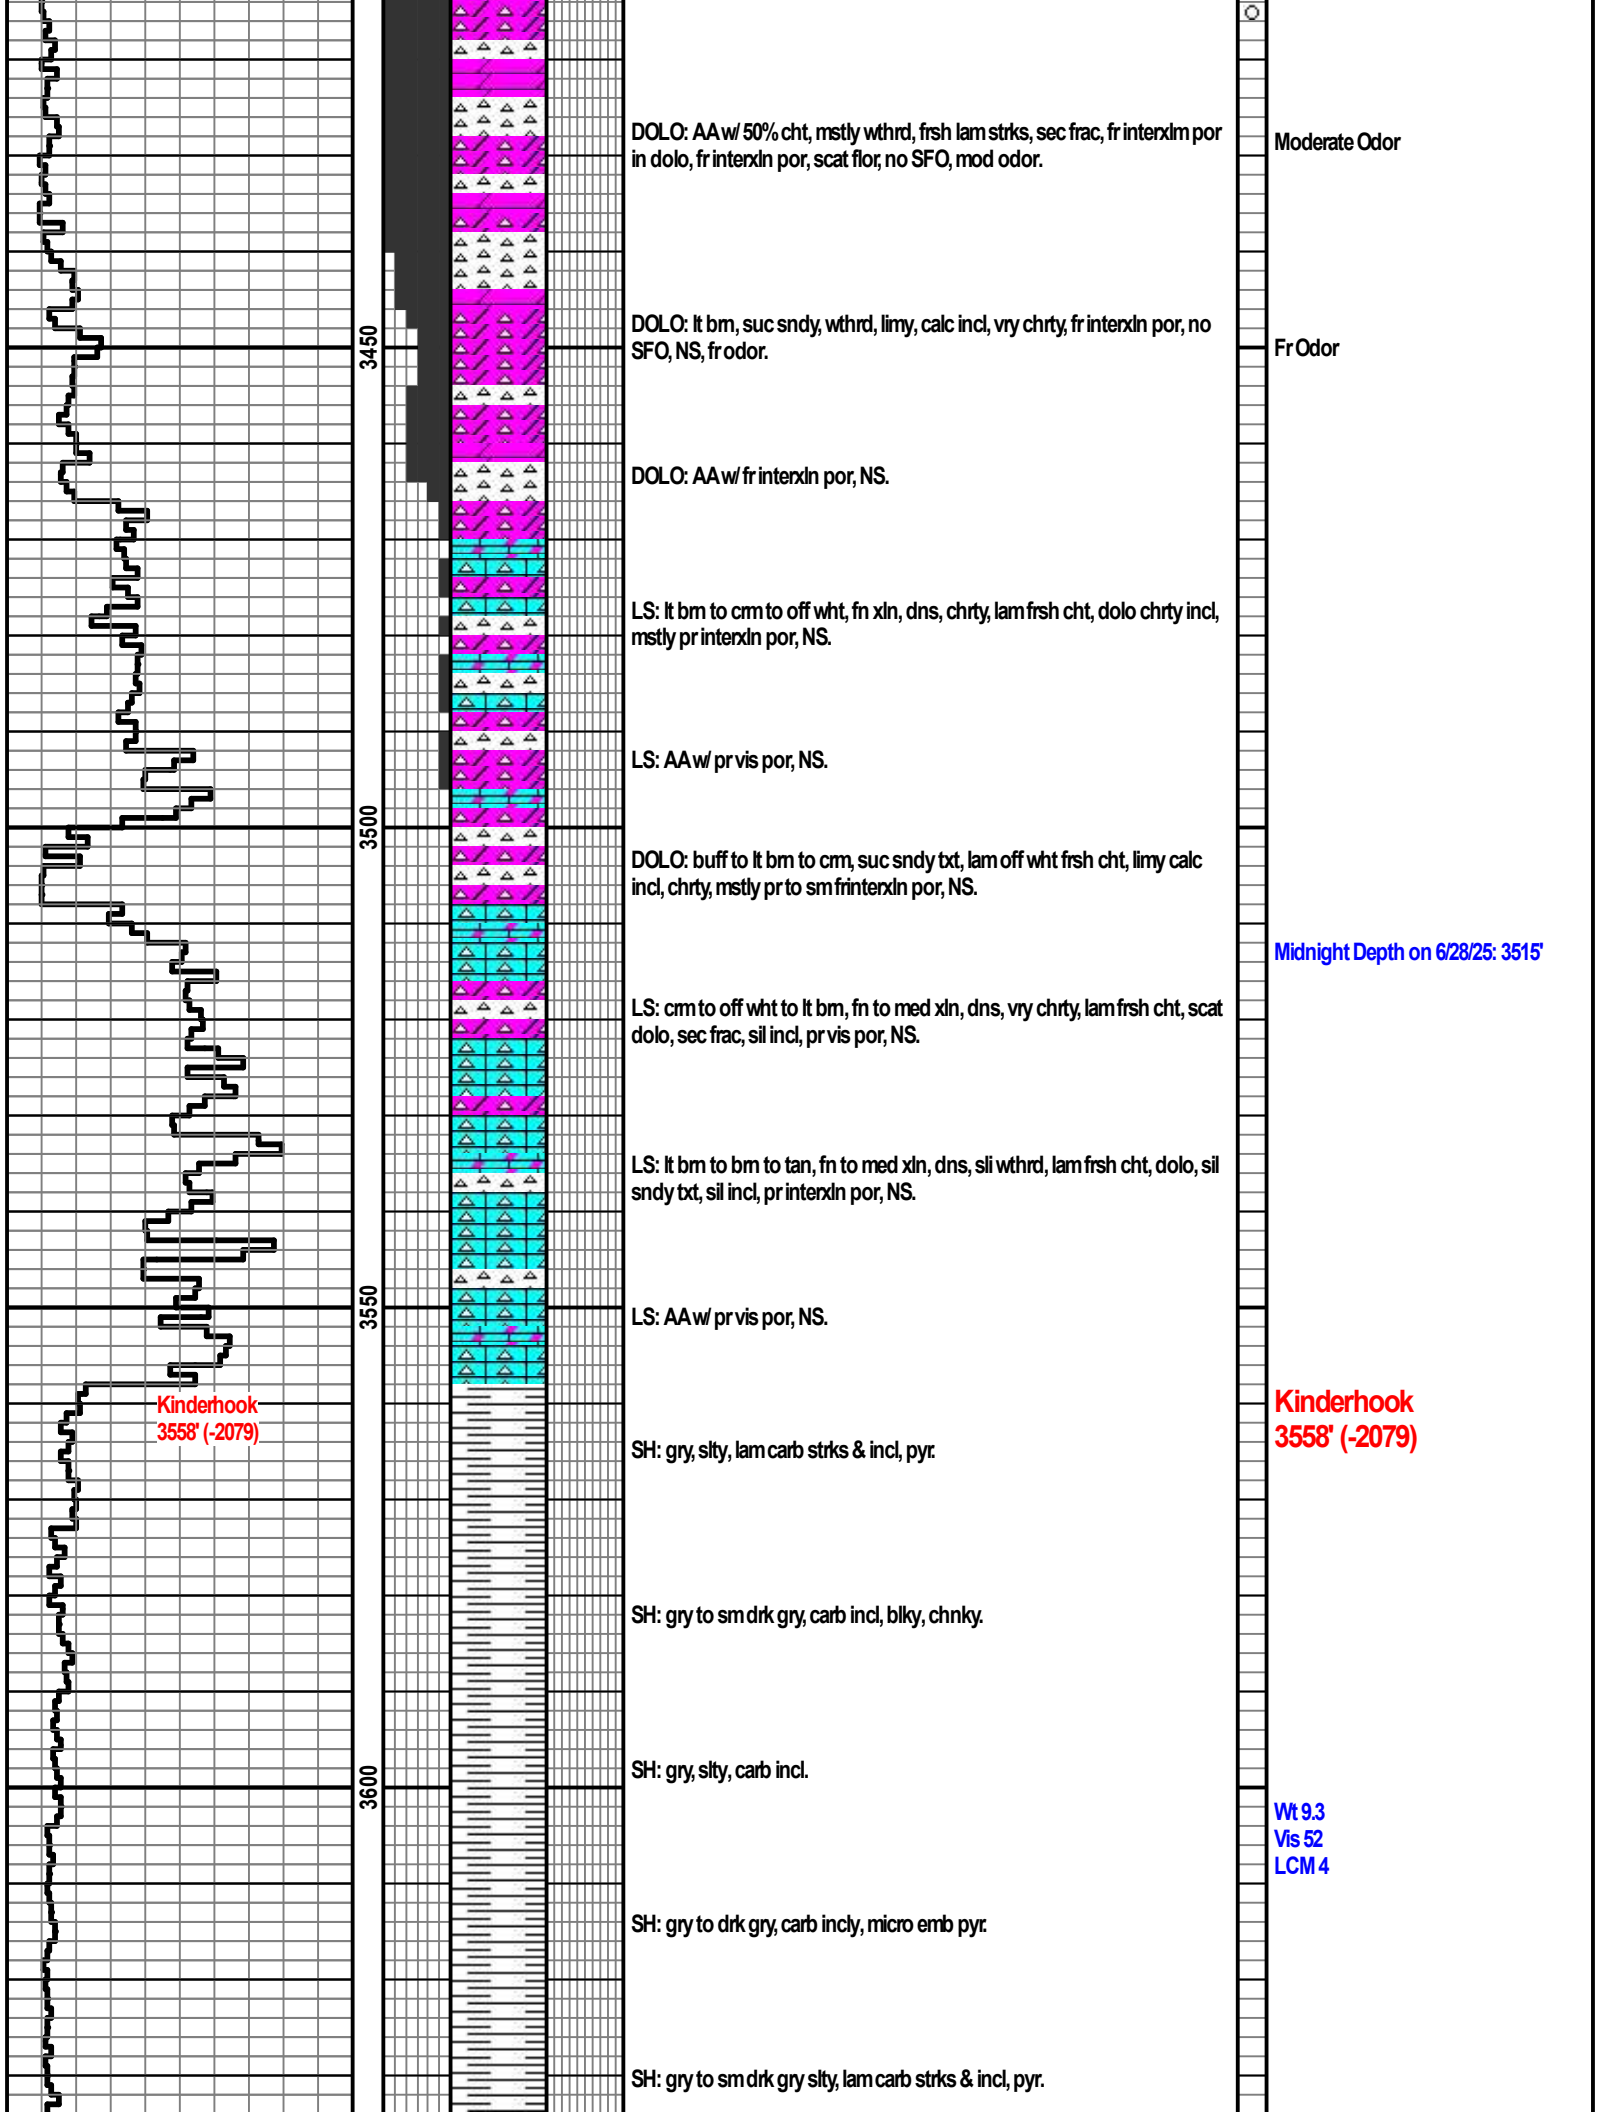 DOLO: AA w/ 50% cht, mstly wthrd, frsh lam strks, sec frac, fr interxlm por
in dolo, fr interxln por, scat flor, no SFO, mod odor.
Moderate Odor
3450
DOLO: lt brn, suc sndy, wthrd, limy, calc incl, vry chrty, fr interxln por, no
SFO, NS, fr odor.
Fr Odor
DOLO: AA w/ fr interxln por, NS.
LS: lt brn to crm to off wht, fn xln, dns, chrty, lam frsh cht, dolo chrty incl,
mstly pr interxln por, NS.
LS: AA w/ pr vis por, NS.
3500
DOLO: buff to lt brn to crm, suc sndy txt, lam off wht frsh cht, limy calc
incl, chrty, mstly pr to sm frinterxln por, NS.
Midnight Depth on 6/28/25: 3515'
LS: crm to off wht to lt brn, fn to med xln, dns, vry chrty, lam frsh cht, scat
dolo, sec frac, sil incl, pr vis por, NS.
LS: lt brn to brn to tan, fn to med xln, dns, sli wthrd, lam frsh cht, dolo, sil
sndy txt, sil incl, pr interxln por, NS.
3550
LS: AA w/ pr vis por, NS.
Kinderhook
3558' (-2079)
Kinderhook
3558' (-2079)
SH: gry, slty, lam carb strks & incl, pyr.
SH: gry to sm drk gry, carb incl, blky, chnky.
3600
SH: gry, slty, carb incl.
Wt 9.3
Vis 52
LCM 4
SH: gry to drk gry, carb incly, micro emb pyr.
SH: gry to sm drk gry slty, lam carb strks & incl, pyr.